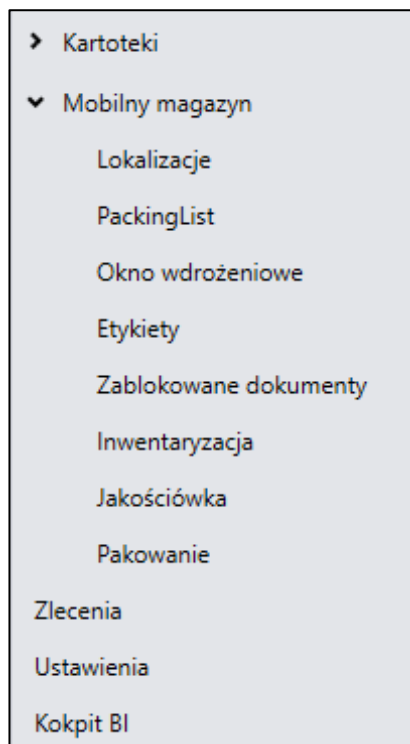 Kartoteki
Mobilny magazyn
Lokalizacje
PackingList
Okno wdrożeniowe
Etykiety
Zablokowane dokumenty
Inwentaryzacja
Jakościówka
Pakowanie
Zlecenia
Ustawienia
Kokpit BI